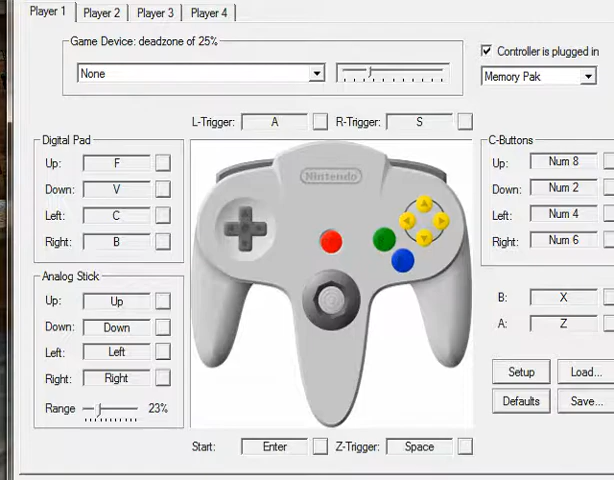 Player 1 Player 2 Player 3 Player 4
Game Device: deadzone of 25%
None
Controller is plugged in
Memory Pak
L-Trigger: A R-Trigger: S
Digital Pad
Up: F
Down: V
Left: C
Right: B
Nintendo
C-Buttons
Up: Num 8
Down: Num 2
Left: Num 4
Right: Num 6
Analog Stick
Up: Up
Down: Down
Left: Left
Right: Right
Range 23%
B: X
A: Z
Setup Load...
Defaults Save...
Start: Enter Z-Trigger: Space